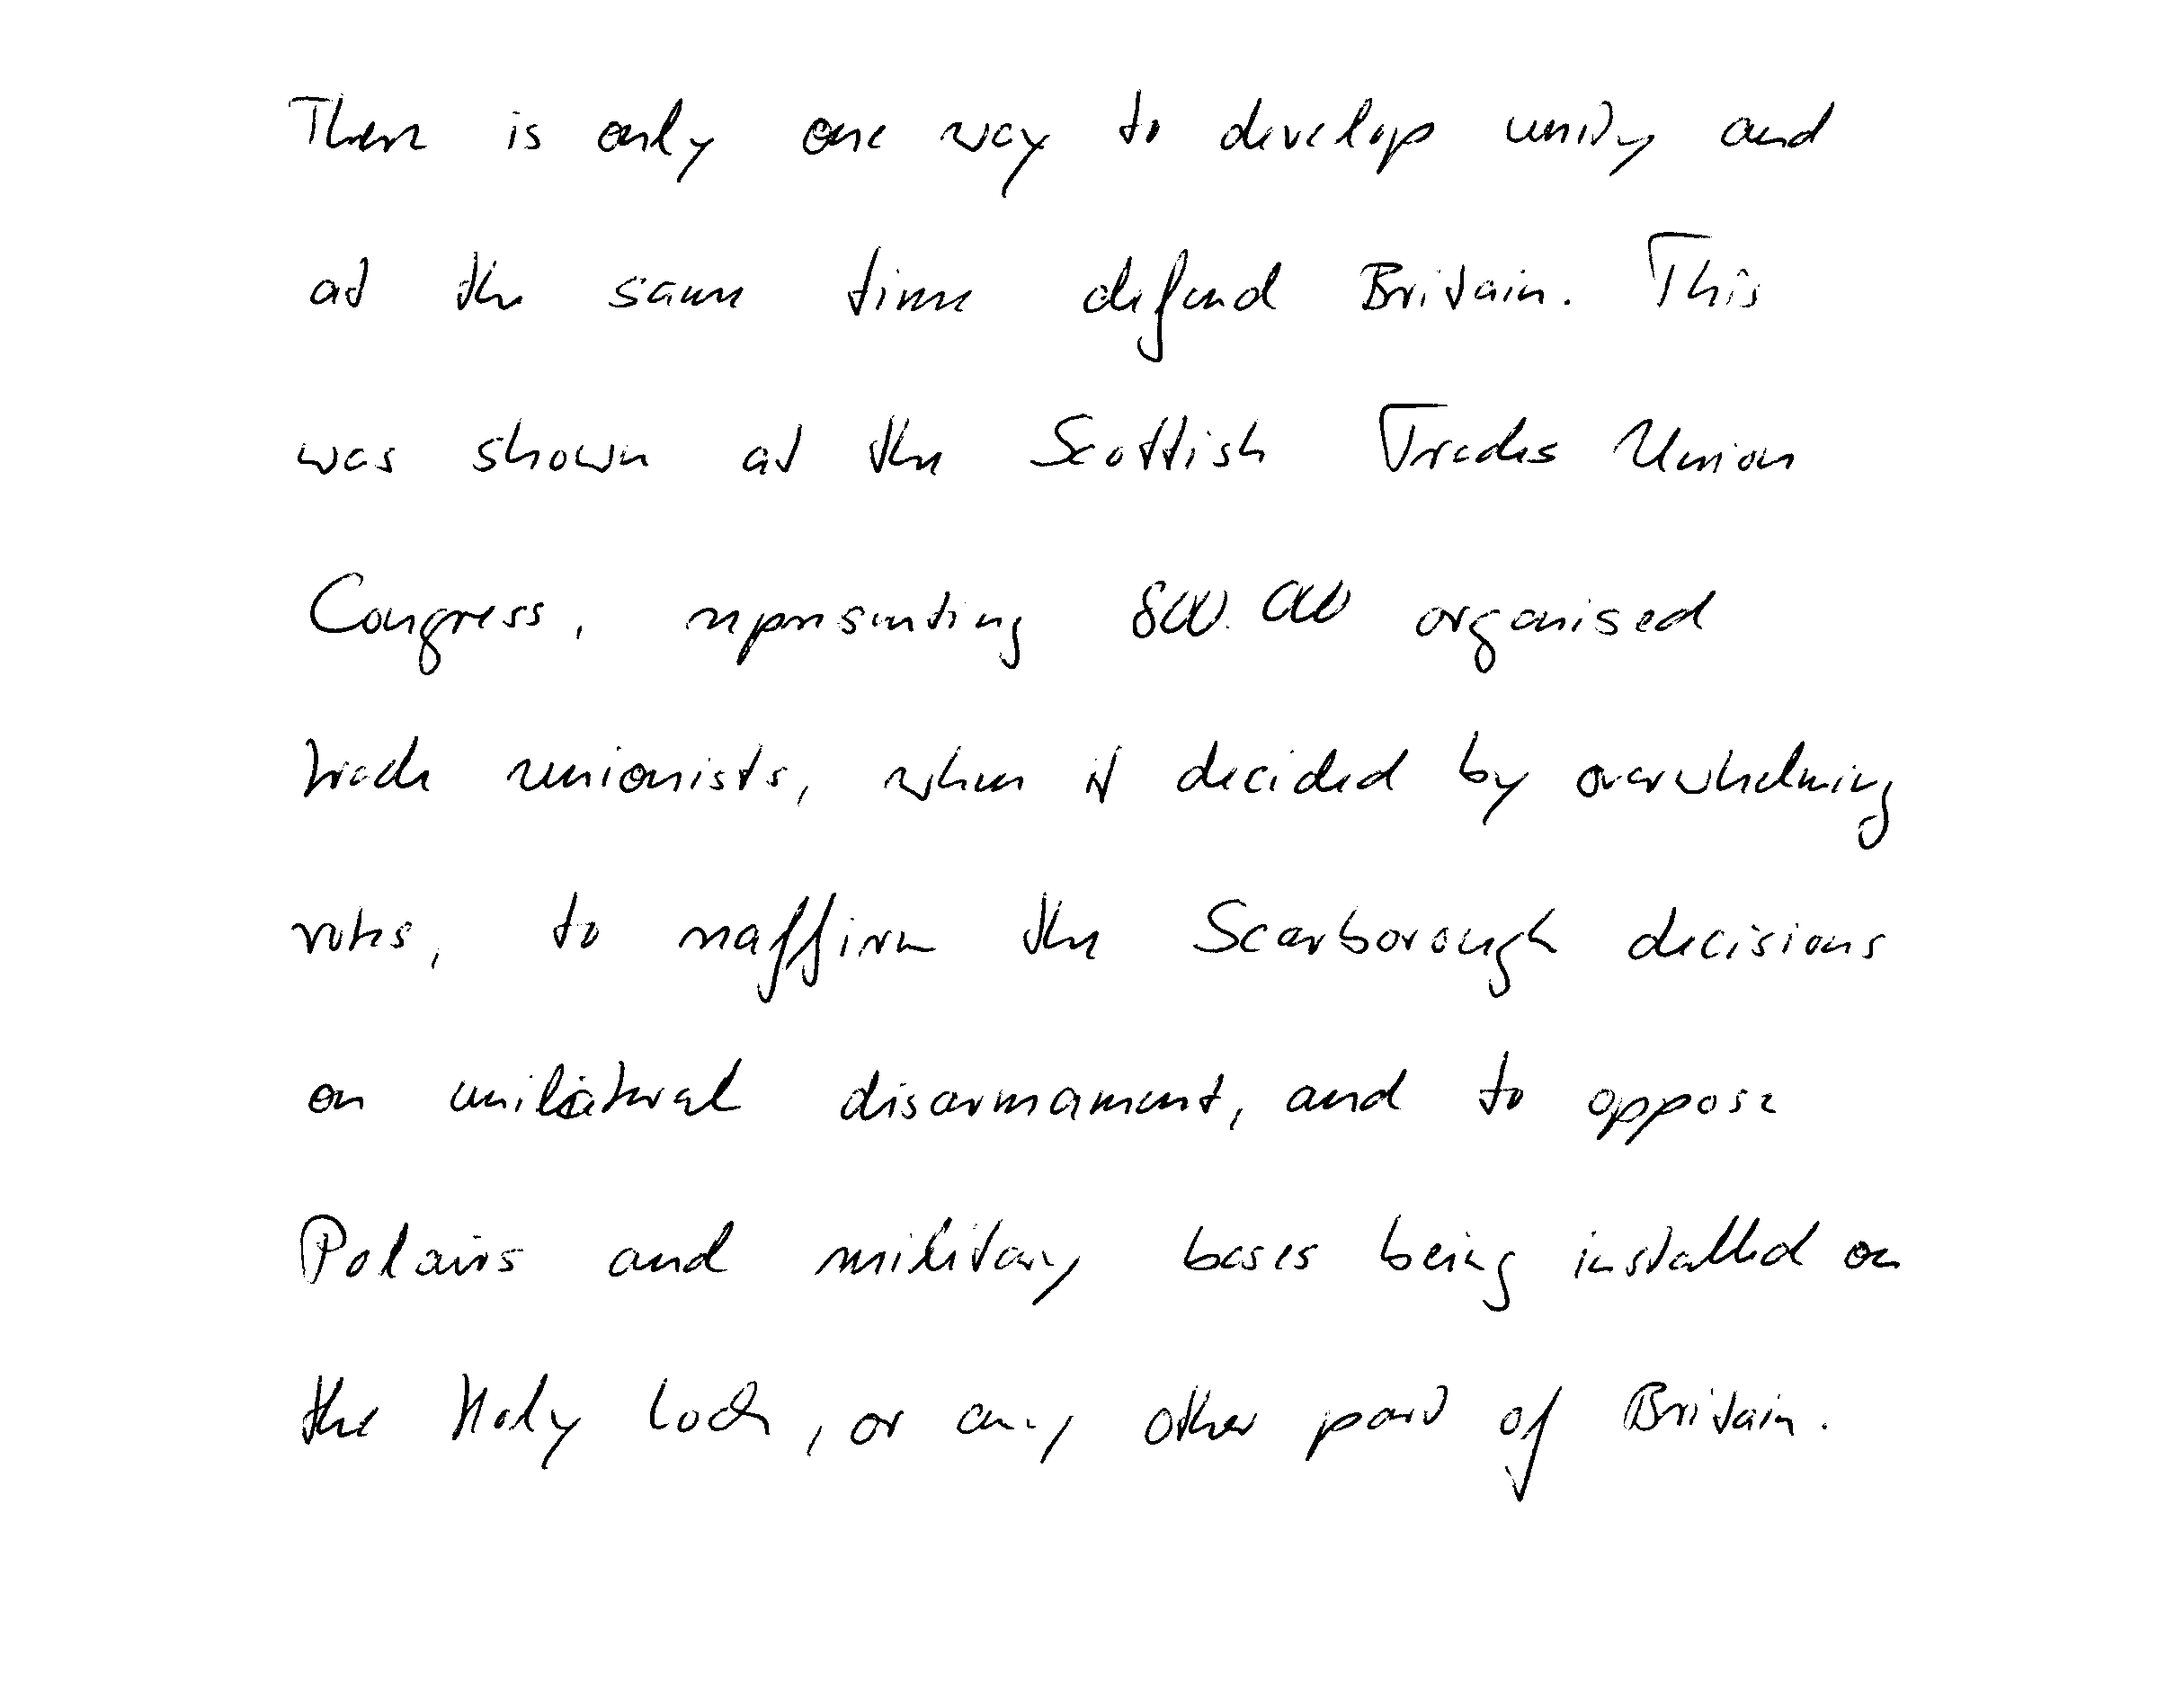 There is only one way to develop unity and
at the same time defend Britain. This
was shown at the Scottish Trades Union
Congress, representing 800.000 organised
trade unionists, when it decided by overwhelming
votes, to reaffirm the Scarborough decisions
on unilateral disarmament, and to oppose
Polairs and military bases being installed on
the Holy Loch, or any other part of Britain.